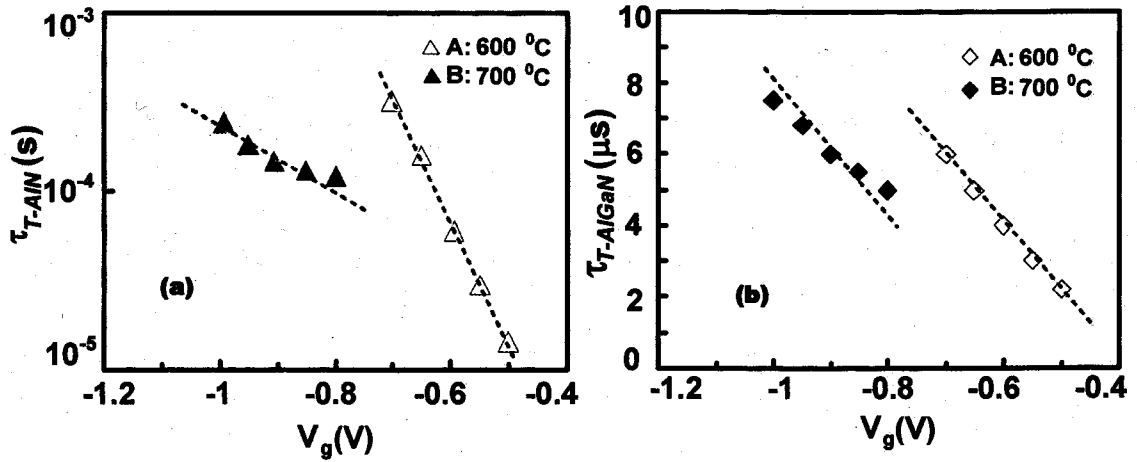 10⁻³
10⁻⁴
10⁻⁵
τT-AlN (s)
A: 600 ⁰C
B: 700 ⁰C
(a)
-1.2 -1 -0.8 -0.6 -0.4
Vg(V)
10
8
6
4
2
0
τT-AlGaN (μs)
A: 600 ⁰C
B: 700 ⁰C
(b)
-1.2 -1 -0.8 -0.6 -0.4
Vg(V)